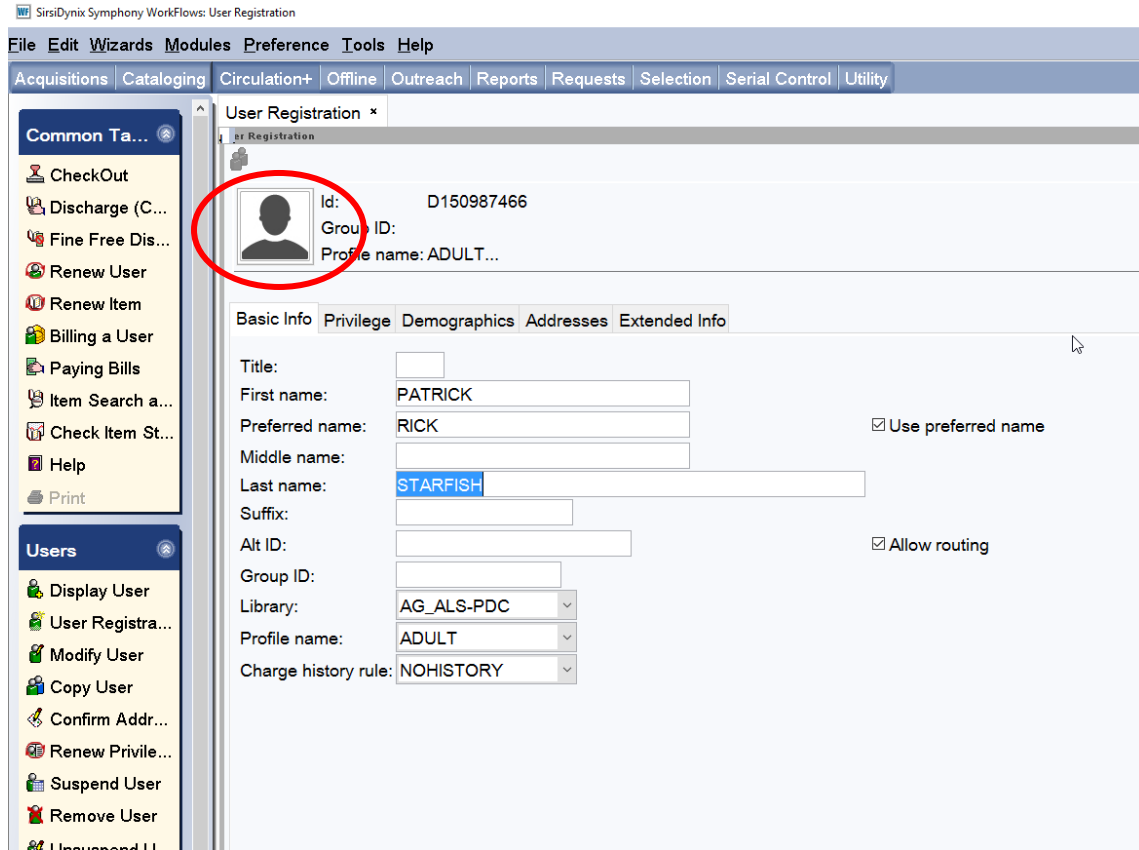 SirsiDynix Symphony WorkFlows: User Registration
File Edit Wizards Modules Preference Tools Help
Acquisitions Cataloging Circulation+ Offline Outreach Reports Requests Selection Serial Control Utility
Common Ta...
CheckOut
Discharge (C...
Fine Free Dis...
Renew User
Renew Item
Billing a User
Paying Bills
Item Search a...
Check Item St...
Help
Print
Users
Display User
User Registra...
Modify User
Copy User
Confirm Addr...
Renew Privile...
Suspend User
Remove User
Unsuspend U...
User Registration ×
er Registration
Id: D150987466
Group ID:
Profile name: ADULT...
Basic Info Privilege Demographics Addresses Extended Info
Title:
First name: PATRICK
Preferred name: RICK Use preferred name
Middle name:
Last name: STARFISH
Suffix:
Alt ID: Allow routing
Group ID:
Library: AG_ALS-PDC
Profile name: ADULT
Charge history rule: NOHISTORY